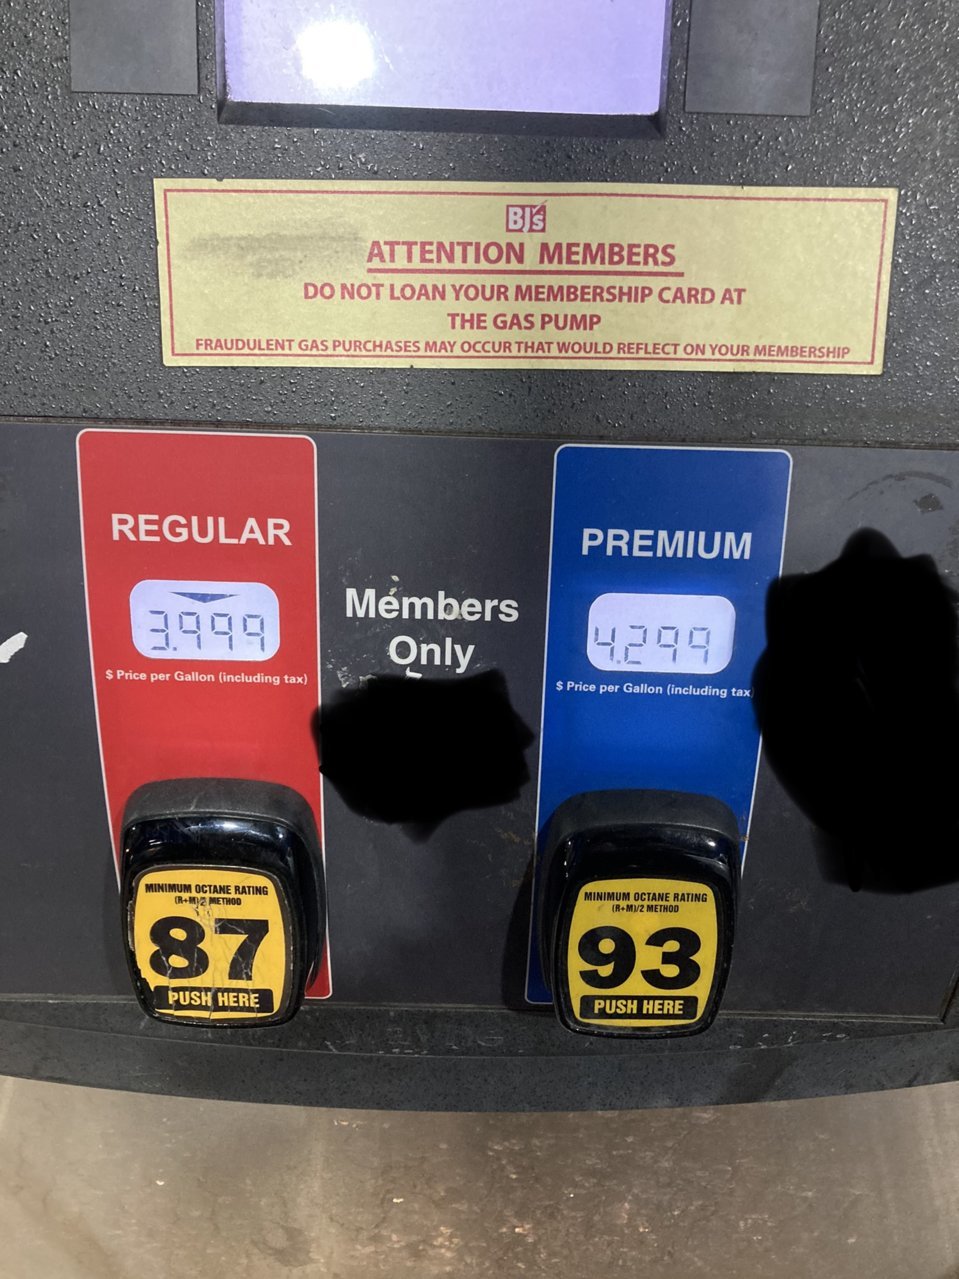 BJ's
ATTENTION MEMBERS
DO NOT LOAN YOUR MEMBERSHIP CARD AT
THE GAS PUMP
FRAUDULENT GAS PURCHASES MAY OCCUR THAT WOULD REFLECT ON YOUR MEMBERSHIP
REGULAR
3.999
$ Price per Gallon (including tax)
Members
Only
PREMIUM
4.299
$ Price per Gallon (including tax)
MINIMUM OCTANE RATING
(R+M)/2 METHOD
87
PUSH HERE
MINIMUM OCTANE RATING
(R+M)/2 METHOD
93
PUSH HERE